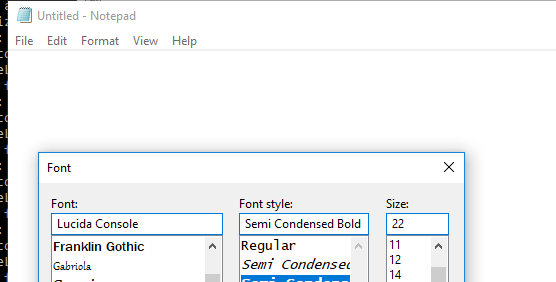 Untitled - Notepad
File Edit Format View Help
Font
Font: Font style: Size:
Lucida Console Semi Condensed Bold 22
Franklin Gothic Regular 11
Gabriola Semi Condensed 12
14